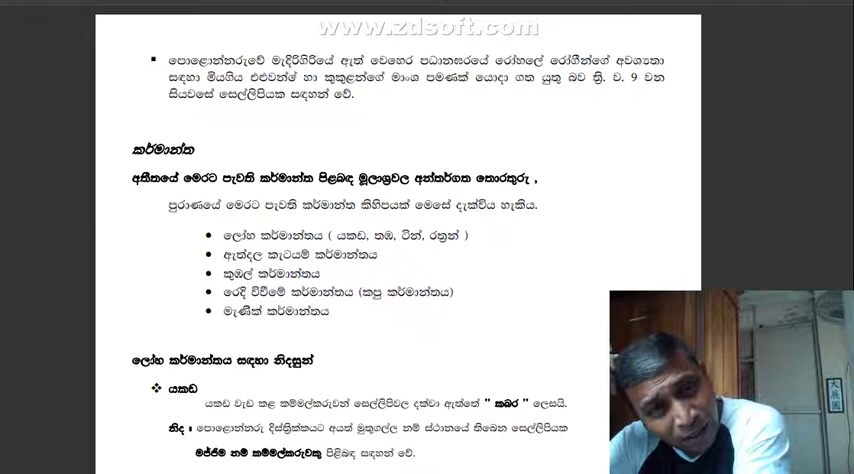 www.zdsoft.com
පොළොන්නරුවේ මැදිරිගිරියේ ඇත් වෙහෙර පධානඝරයේ රෝහලේ රෝගීන්ගේ අවශ්‍යතා
සඳහා මියගිය එළුවන්ගේ හා කුකුළන්ගේ මාංශ පමණක් යොදා ගත යුතු බව ත්‍රි. ව. 9 වන
සියවසේ සෙල්ලිපියක සඳහන් වේ.
කර්මාන්ත
අතීතයේ මෙරට පැවති කර්මාන්ත පිළිබඳ මූලාශ්‍රවල අන්තර්ගත තොරතුරු ,
පුරාණයේ මෙරට පැවති කර්මාන්ත කිහිපයක් මෙසේ දැක්විය හැකිය.
• ලෝහ කර්මාන්තය ( යකඩ, තඹ, ටින්, රත්‍රන් )
• ඇත්දල කැටයම් කර්මාන්තය
• කුඹල් කර්මාන්තය
• රෙදි විවීමේ කර්මාන්තය (කපු කර්මාන්තය)
• මැණික් කර්මාන්තය
ලෝහ කර්මාන්තය සඳහා නිදසුන්
❖ යකඩ
යකඩ වැඩ කළ කම්මල්කරුවන් සෙල්ලිපිවල දක්වා ඇත්තේ " කබර " ලෙසයි.
නිද : පොළොන්නරු දිස්ත්‍රික්කයට අයත් මුතුගල්ල නම් ස්ථානයේ තිබෙන සෙල්ලිපියක
මජ්ජිම නම් කම්මල්කරුවකු පිළිබඳ සඳහන් වේ.